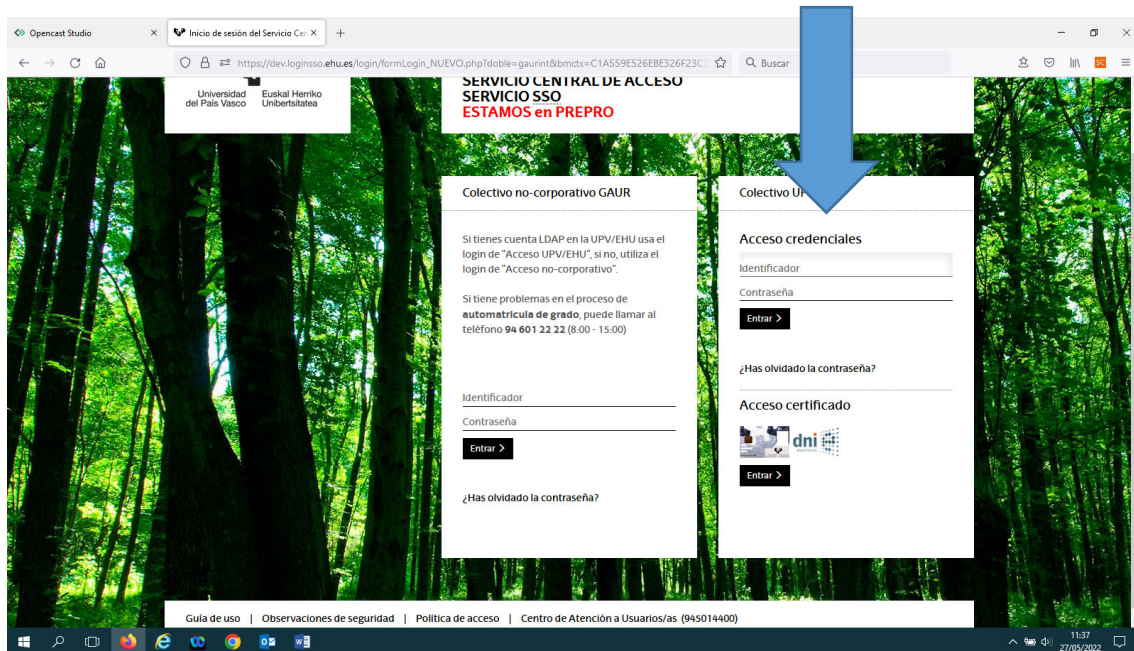 Opencast Studio
Inicio de sesión del Servicio Cen
https://dev.loginsso.ehu.es/login/formLogin_NUEVO.php?doble=gaurint&bmctx=C1A559E526EBE326F23C2
Buscar
SC
Universidad
del País Vasco
Euskal Herriko
Unibertsitatea
SERVICIO CENTRAL DE ACCESO
SERVICIO SSO
ESTAMOS en PREPRO
Colectivo no-corporativo GAUR
Si tienes cuenta LDAP en la UPV/EHU usa el
login de "Acceso UPV/EHU", si no, utiliza el
login de "Acceso no-corporativo".
Si tiene problemas en el proceso de
automatricula de grado, puede llamar al
teléfono 94 601 22 22 (8:00 - 15:00)
Identificador
Contraseña
Entrar
¿Has olvidado la contraseña?
Colectivo
Acceso credenciales
Identificador
Contraseña
Entrar
¿Has olvidado la contraseña?
Acceso certificado
dni
Entrar
Guía de uso | Observaciones de seguridad | Política de acceso | Centro de Atención a Usuarios/as (945014400)
11:37
27/05/2022